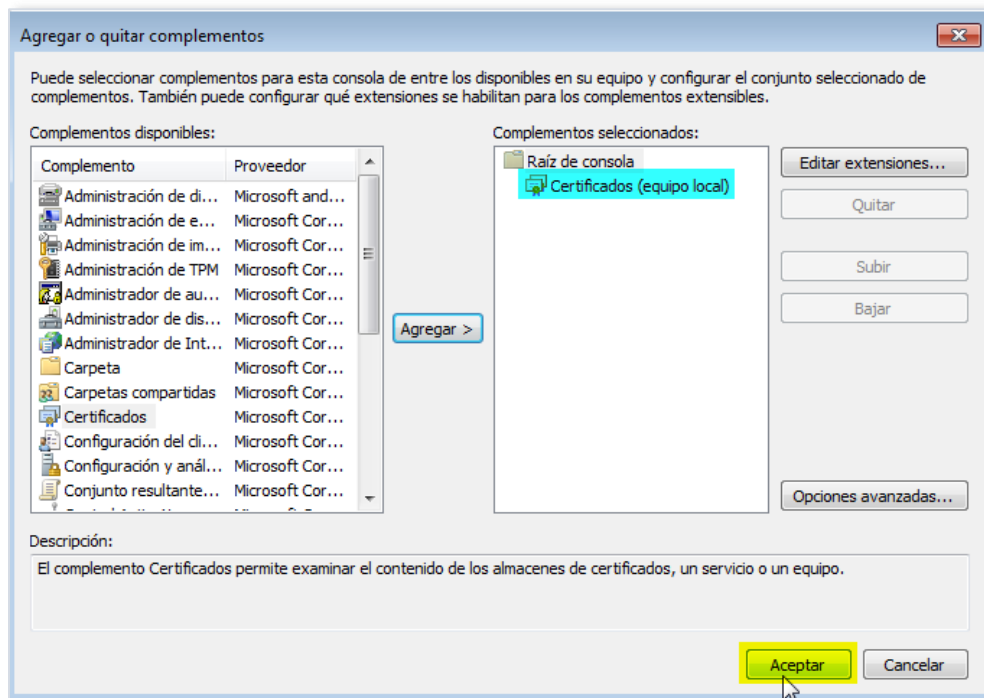 Agregar o quitar complementos
Puede seleccionar complementos para esta consola de entre los disponibles en su equipo y configurar el conjunto seleccionado de
complementos. También puede configurar qué extensiones se habilitan para los complementos extensibles.
Complementos disponibles:
Complemento Proveedor
Administración de di... Microsoft and...
Administración de e... Microsoft Cor...
Administración de im... Microsoft Cor...
Administración de TPM Microsoft Cor...
Administrador de au... Microsoft Cor...
Administrador de dis... Microsoft Cor...
Administrador de Int... Microsoft Cor...
Carpeta Microsoft Cor...
Carpetas compartidas Microsoft Cor...
Certificados Microsoft Cor...
Configuración del cli... Microsoft Cor...
Configuración y anál... Microsoft Cor...
Conjunto resultante... Microsoft Cor...
Agregar >
Complementos seleccionados:
Raíz de consola
Certificados (equipo local)
Editar extensiones...
Quitar
Subir
Bajar
Opciones avanzadas...
Descripción:
El complemento Certificados permite examinar el contenido de los almacenes de certificados, un servicio o un equipo.
Aceptar
Cancelar